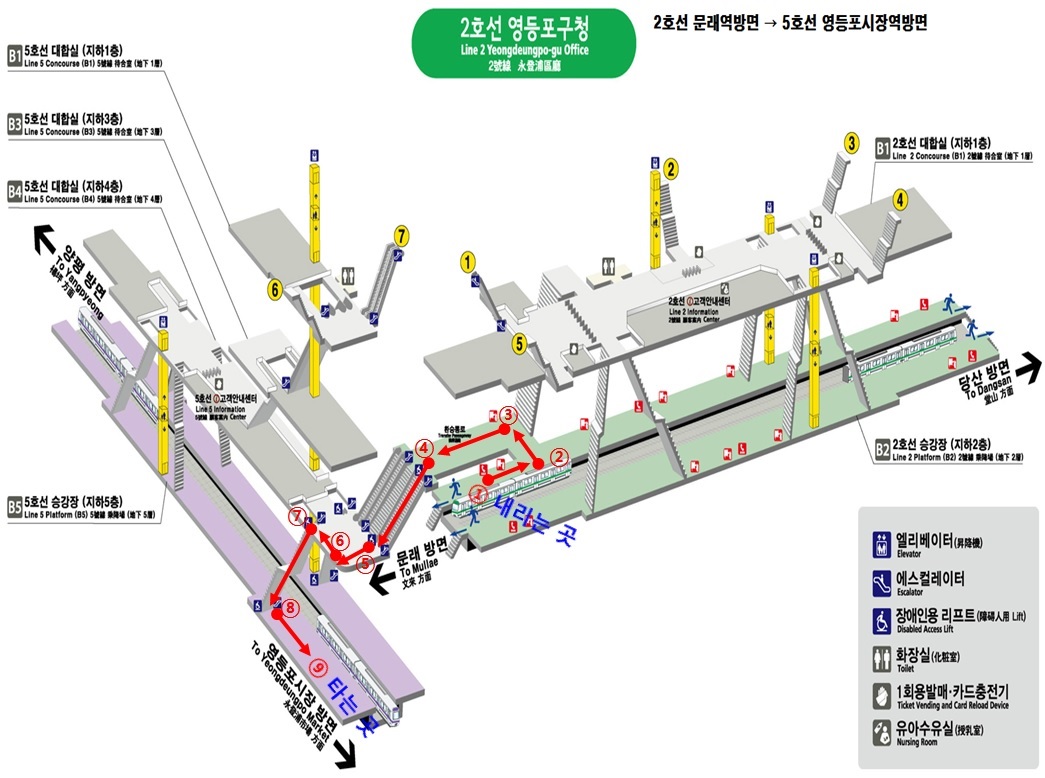 2호선 영등포구청
Line 2 Yeongdeungpo-gu Office
2號線 永登浦區廳
2호선 문래역방면 → 5호선 영등포시장역방면
B1 5호선 대합실 (지하1층)
Line 5 Concourse (B1) 5號線 待合室 (地下 1層)
B3 5호선 대합실 (지하3층)
Line 5 Concourse (B3) 5號線 待合室 (地下 3層)
B4 5호선 대합실 (지하4층)
Line 5 Concourse (B4) 5號線 待合室 (地下 4層)
B1 2호선 대합실 (지하1층)
Line 2 Concourse (B1) 2號線 待合室 (地下 1層)
1
2
3
4
5
6
7
양평 방면
To Yangpyeong
楊坪 方面
2호선 고객안내센터
Line 2 Information Center
2號線 顧客案內
5호선 고객안내센터
Line 5 Information Center
5號線 顧客案內
환승통로
Transfer Passageway
당산 방면
To Dangsan
堂山 方面
B2 2호선 승강장 (지하2층)
Line 2 Platform (B2) 2號線 乘降場 (地下 2層)
B5 5호선 승강장 (지하5층)
Line 5 Platform (B5) 5號線 乘降場 (地下 5層)
① 내리는 곳
②
③
④
⑤
⑥
⑦
⑧
⑨ 타는 곳
문래 방면
To Mullae
文來 方面
영등포시장 방면
To Yeongdeungpo Market
永登浦市場 方面
엘리베이터(昇降機)
Elevator
에스컬레이터
Escalator
장애인용 리프트(障碍人用 Lift)
Disabled Access Lift
화장실(化粧室)
Toilet
1회용발매·카드충전기
Ticket Vending and Card Reload Device
유아수유실(授乳室)
Nursing Room